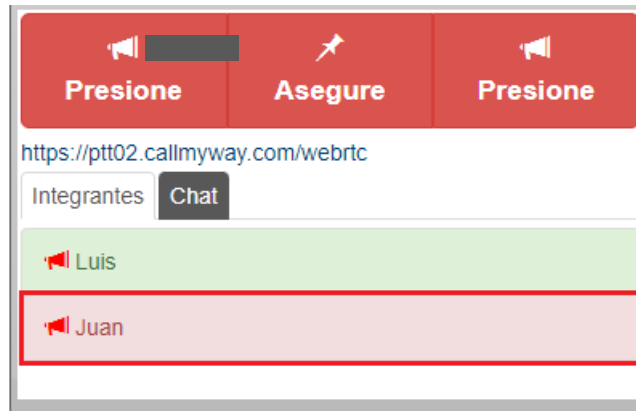 Presione Asegure Presione
https://ptt02.callmyway.com/webrtc
Integrantes Chat
Luis
Juan